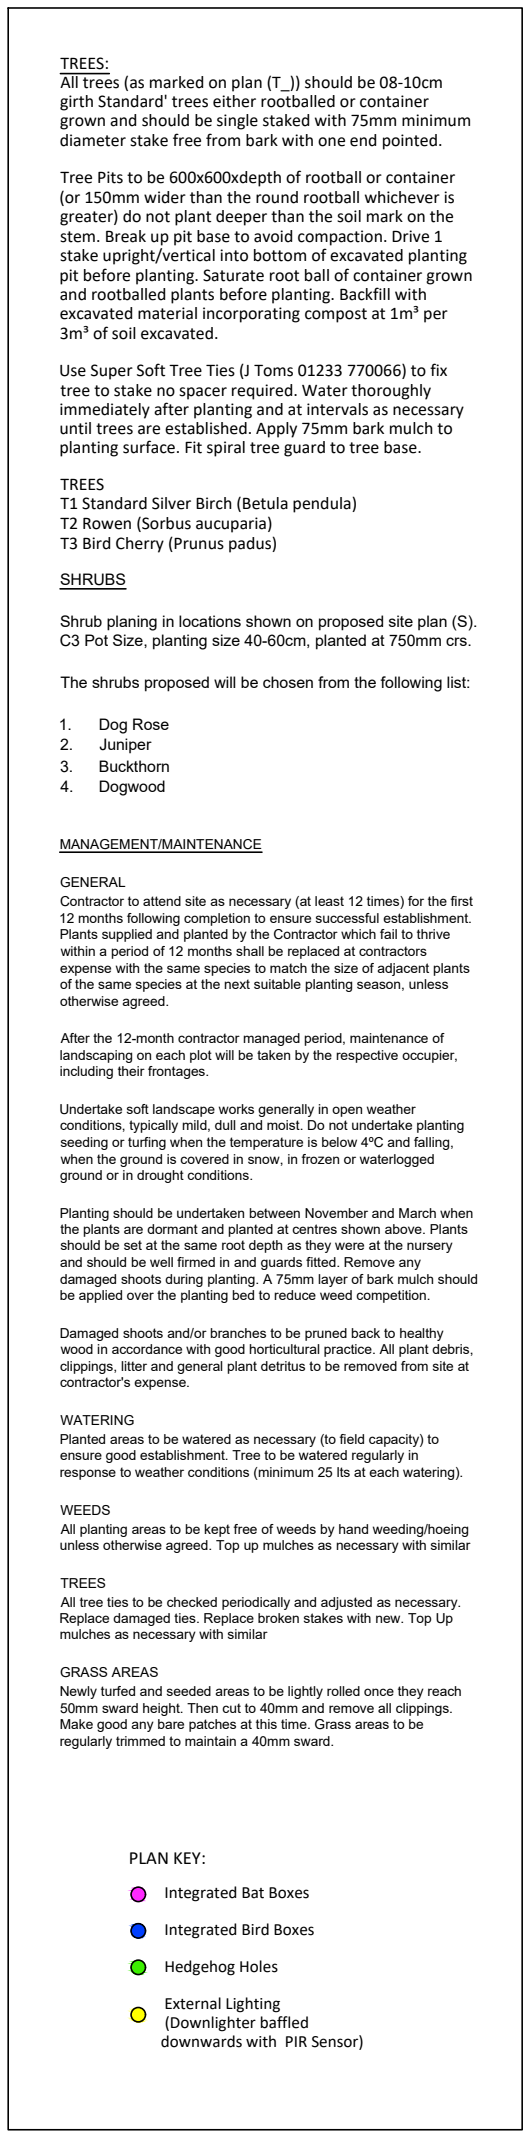 TREES:
All trees (as marked on plan (T_)) should be 08-10cm
girth Standard' trees either rootballed or container
grown and should be single staked with 75mm minimum
diameter stake free from bark with one end pointed.
Tree Pits to be 600x600xdepth of rootball or container
(or 150mm wider than the round rootball whichever is
greater) do not plant deeper than the soil mark on the
stem. Break up pit base to avoid compaction. Drive 1
stake upright/vertical into bottom of excavated planting
pit before planting. Saturate root ball of container grown
and rootballed plants before planting. Backfill with
excavated material incorporating compost at 1m³ per
3m³ of soil excavated.
Use Super Soft Tree Ties (J Toms 01233 770066) to fix
tree to stake no spacer required. Water thoroughly
immediately after planting and at intervals as necessary
until trees are established. Apply 75mm bark mulch to
planting surface. Fit spiral tree guard to tree base.
TREES
T1 Standard Silver Birch (Betula pendula)
T2 Rowen (Sorbus aucuparia)
T3 Bird Cherry (Prunus padus)
SHRUBS
Shrub planing in locations shown on proposed site plan (S).
C3 Pot Size, planting size 40-60cm, planted at 750mm crs.
The shrubs proposed will be chosen from the following list:
1. Dog Rose
2. Juniper
3. Buckthorn
4. Dogwood
MANAGEMENT/MAINTENANCE
GENERAL
Contractor to attend site as necessary (at least 12 times) for the first
12 months following completion to ensure successful establishment.
Plants supplied and planted by the Contractor which fail to thrive
within a period of 12 months shall be replaced at contractors
expense with the same species to match the size of adjacent plants
of the same species at the next suitable planting season, unless
otherwise agreed.
After the 12-month contractor managed period, maintenance of
landscaping on each plot will be taken by the respective occupier,
including their frontages.
Undertake soft landscape works generally in open weather
conditions, typically mild, dull and moist. Do not undertake planting
seeding or turfing when the temperature is below 4ºC and falling,
when the ground is covered in snow, in frozen or waterlogged
ground or in drought conditions.
Planting should be undertaken between November and March when
the plants are dormant and planted at centres shown above. Plants
should be set at the same root depth as they were at the nursery
and should be well firmed in and guards fitted. Remove any
damaged shoots during planting. A 75mm layer of bark mulch should
be applied over the planting bed to reduce weed competition.
Damaged shoots and/or branches to be pruned back to healthy
wood in accordance with good horticultural practice. All plant debris,
clippings, litter and general plant detritus to be removed from site at
contractor's expense.
WATERING
Planted areas to be watered as necessary (to field capacity) to
ensure good establishment. Tree to be watered regularly in
response to weather conditions (minimum 25 lts at each watering).
WEEDS
All planting areas to be kept free of weeds by hand weeding/hoeing
unless otherwise agreed. Top up mulches as necessary with similar
TREES
All tree ties to be checked periodically and adjusted as necessary.
Replace damaged ties. Replace broken stakes with new. Top Up
mulches as necessary with similar
GRASS AREAS
Newly turfed and seeded areas to be lightly rolled once they reach
50mm sward height. Then cut to 40mm and remove all clippings.
Make good any bare patches at this time. Grass areas to be
regularly trimmed to maintain a 40mm sward.
PLAN KEY:
Integrated Bat Boxes
Integrated Bird Boxes
Hedgehog Holes
External Lighting
(Downlighter baffled
downwards with PIR Sensor)